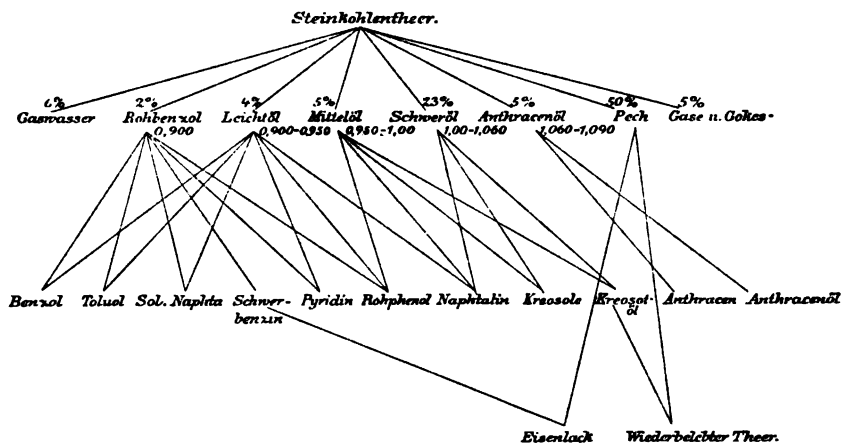 Steinkohlentheer.
6% 2% 4% 5% 23% 5% 50% 5%
Gaswasser Rohbenzol Leichtöl Mittelöl Schweröl Anthracenöl Pech Gase u. Cokes-
0,900 0,900-0,950 0,950-1,00 1,00-1,060 1,060-1,090
Benzol Toluol Sol. Naphta Schwer- Pyridin Rohphenol Naphtalin Kreosole Kreosot- Anthracen Anthracenöl
benzin öl
Eisenlack Wiederbelebter Theer.